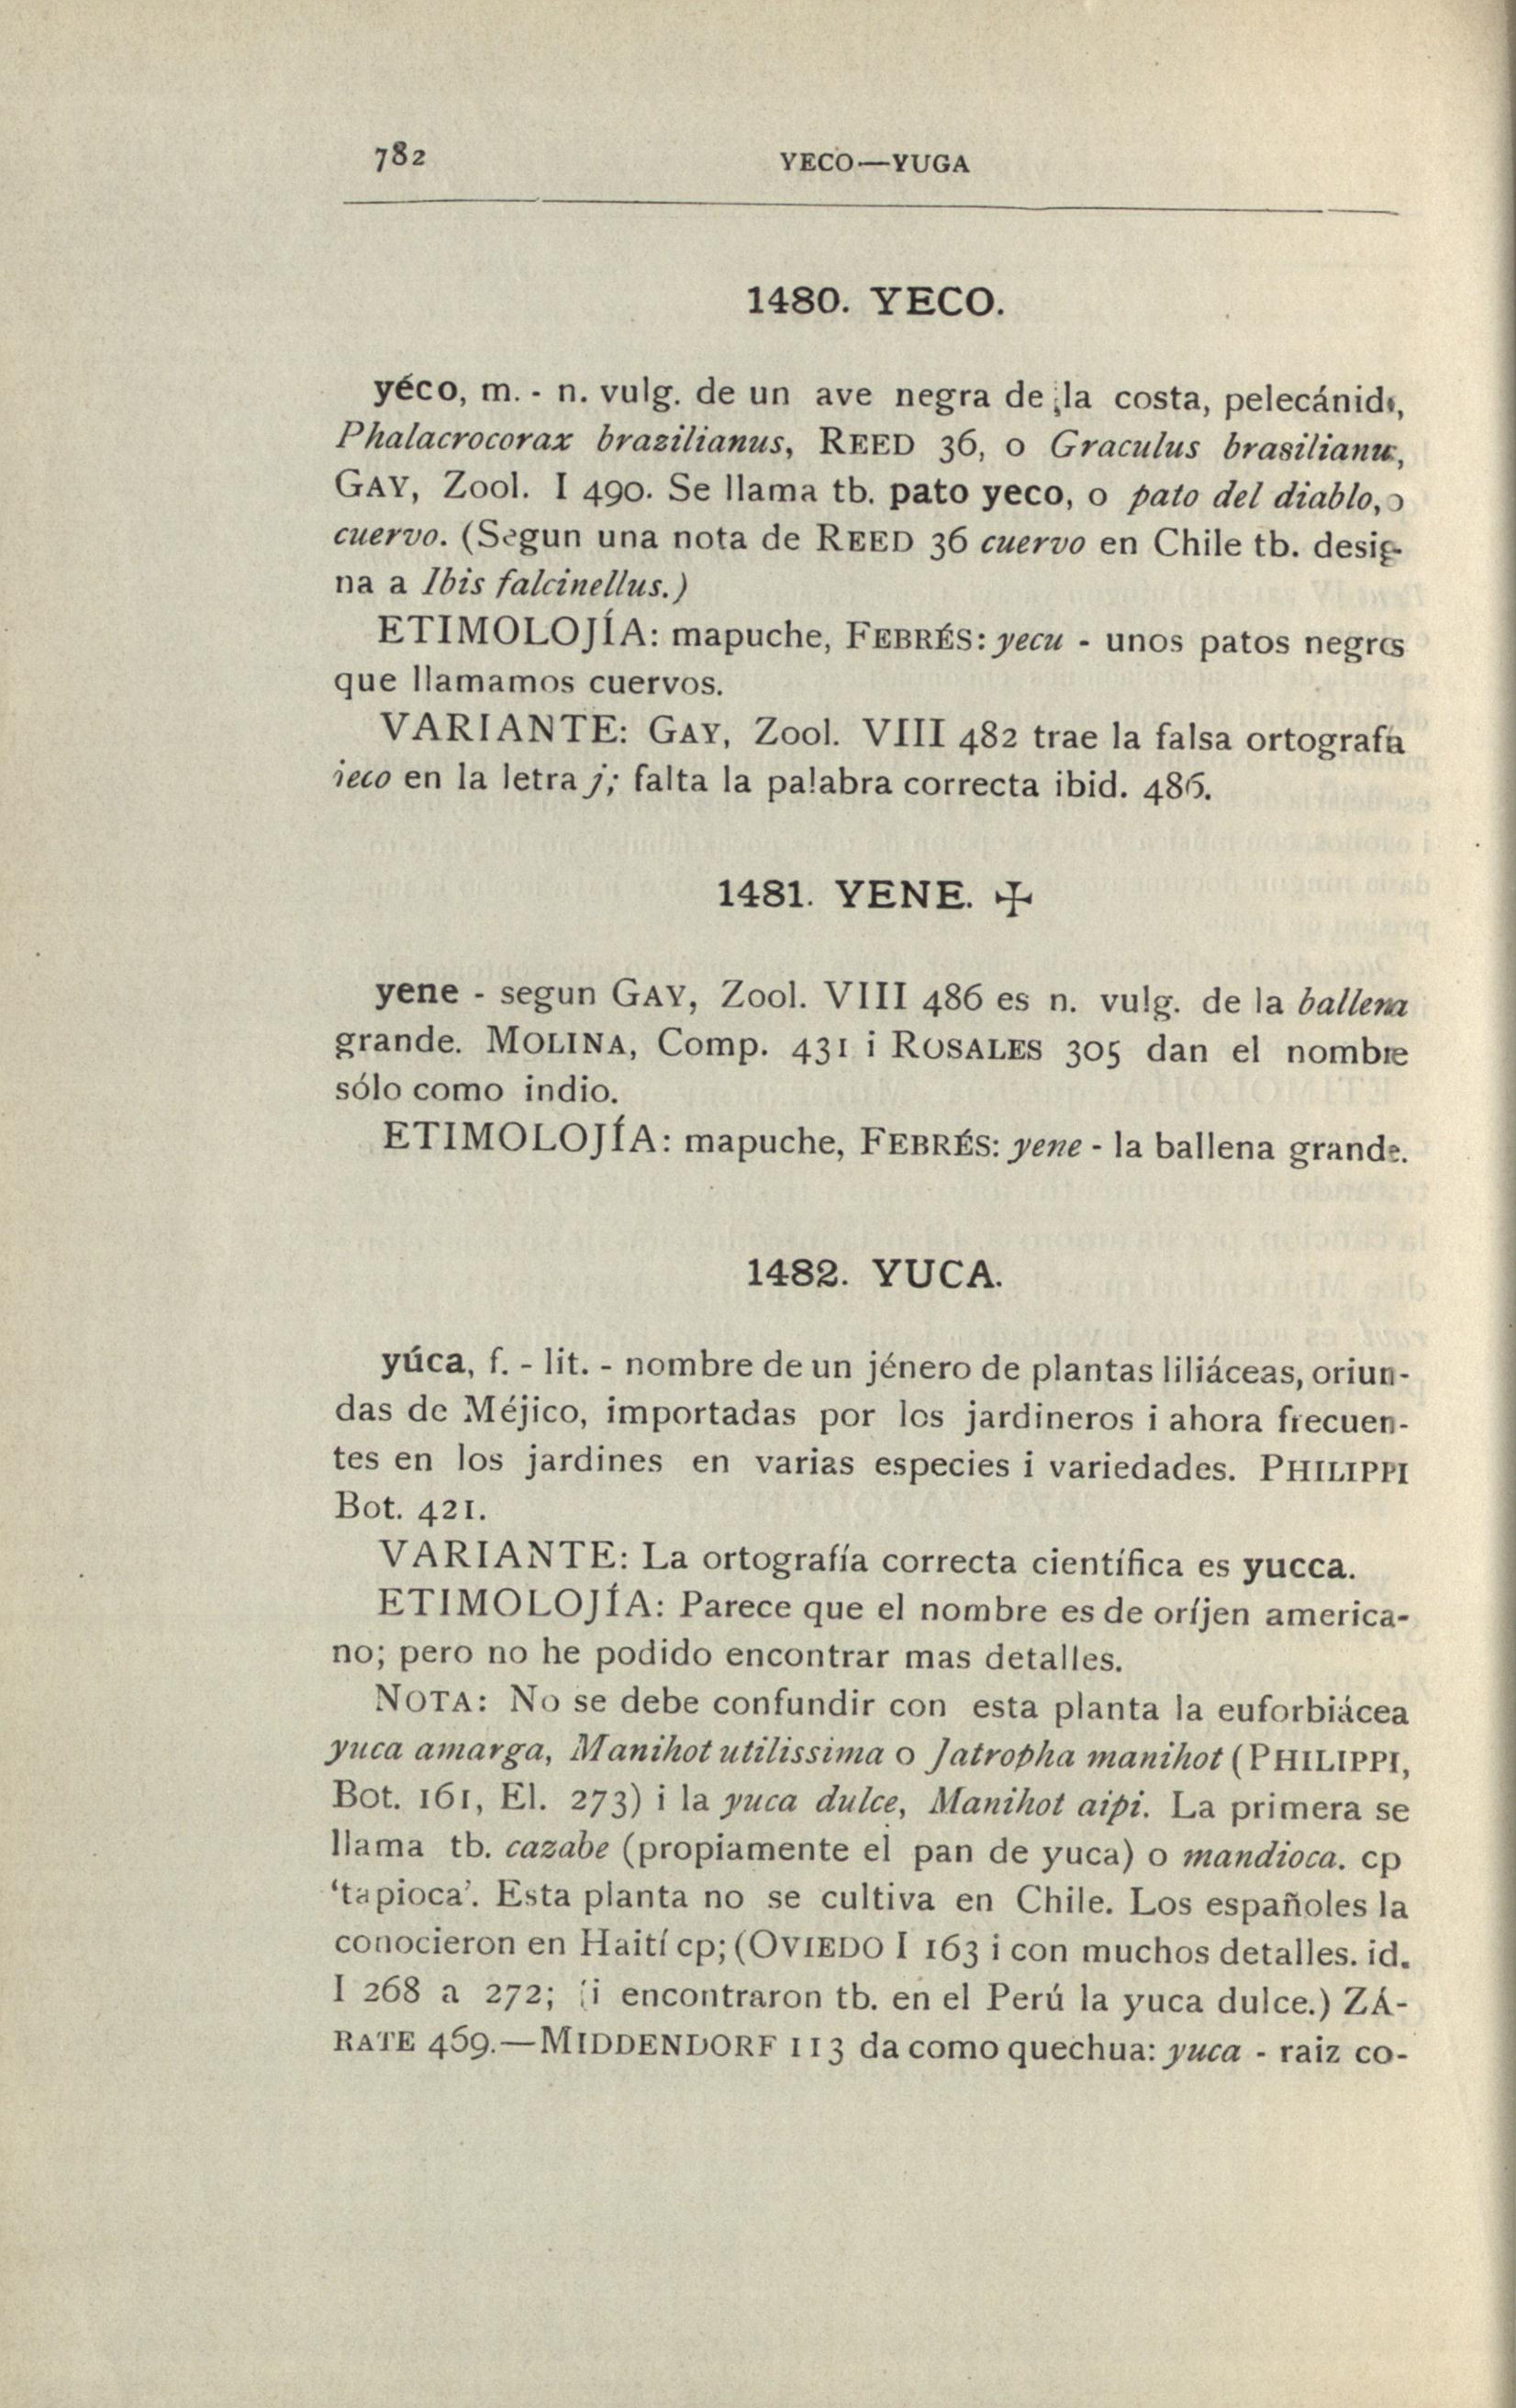 782 YECO—YUGA
1480. YECO.
yéco, m. - n. vulg. de un ave negra de la costa, pelecánido,
Phalacrocorax brazilianus, REED 36, o Graculus brasilianus,
GAY, Zool. I 490. Se llama tb. pato yeco, o pato del diablo, o
cuervo. (Segun una nota de REED 36 cuervo en Chile tb. desig-
na a Ibis falcinellus.)
ETIMOLOJÍA: mapuche, FEBRÉS: yecu - unos patos negros
que llamamos cuervos.
VARIANTE: GAY, Zool. VIII 482 trae la falsa ortografía
jeco en la letra j; falta la palabra correcta ibid. 486.
1481. YENE. ✢
yene - segun GAY, Zool. VIII 486 es n. vulg. de la ballena
grande. MOLINA, Comp. 431 i ROSALES 305 dan el nombre
sólo como indio.
ETIMOLOJÍA: mapuche, FEBRÉS: yene - la ballena grande.
1482. YUCA.
yúca, f. - lit. - nombre de un jénero de plantas liliáceas, oriun-
das de Méjico, importadas por los jardineros i ahora frecuen-
tes en los jardines en varias especies i variedades. PHILIPPI
Bot. 421.
VARIANTE: La ortografía correcta científica es yucca.
ETIMOLOJÍA: Parece que el nombre es de oríjen america-
no; pero no he podido encontrar mas detalles.
NOTA: No se debe confundir con esta planta la euforbiácea
yuca amarga, Manihot utilissima o Jatropha manihot (PHILIPPI,
Bot. 161, El. 273) i la yuca dulce, Manihot aipi. La primera se
llama tb. cazabe (propiamente el pan de yuca) o mandioca. cp
‘tapioca’. Esta planta no se cultiva en Chile. Los españoles la
conocieron en Haití cp; (OVIEDO I 163 i con muchos detalles. id.
I 268 a 272; i encontraron tb. en el Perú la yuca dulce.) ZÁ-
RATE 469.—MIDDENDORF 113 da como quechua: yuca - raiz co-